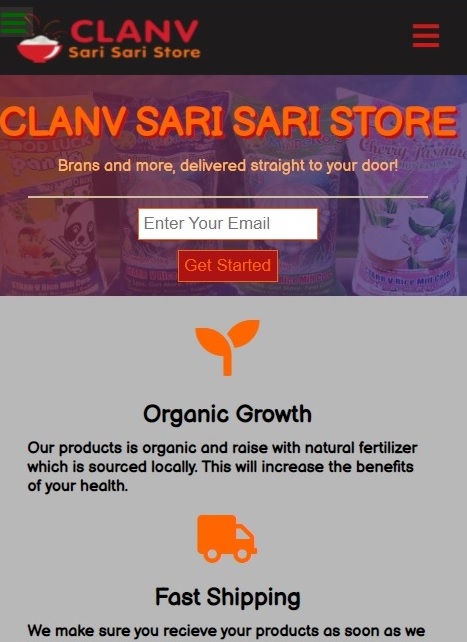 CLANV
Sari Sari Store
CLANV SARI SARI STORE
Brans and more, delivered straight to your door!
Enter Your Email
Get Started
Organic Growth
Our products is organic and raise with natural fertilizer
which is sourced locally. This will increase the benefits
of your health.
Fast Shipping
We make sure you recieve your products as soon as we